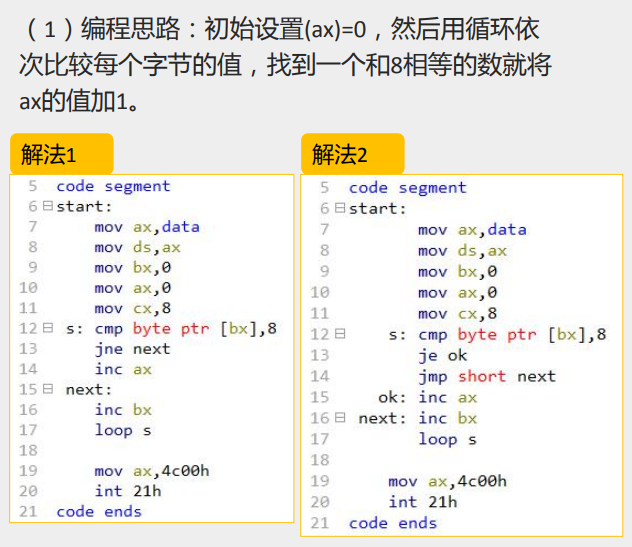 （1）编程思路：初始设置(ax)=0，然后用循环依
次比较每个字节的值，找到一个和8相等的数就将
ax的值加1。
解法1
5 code segment
6 start:
7 mov ax,data
8 mov ds,ax
9 mov bx,0
10 mov ax,0
11 mov cx,8
12 s: cmp byte ptr [bx],8
13 jne next
14 inc ax
15 next:
16 inc bx
17 loop s
18
19 mov ax,4c00h
20 int 21h
21 code ends
解法2
5 code segment
6 start:
7 mov ax,data
8 mov ds,ax
9 mov bx,0
10 mov ax,0
11 mov cx,8
12 s: cmp byte ptr [bx],8
13 je ok
14 jmp short next
15 ok: inc ax
16 next: inc bx
17 loop s
18
19 mov ax,4c00h
20 int 21h
21 code ends